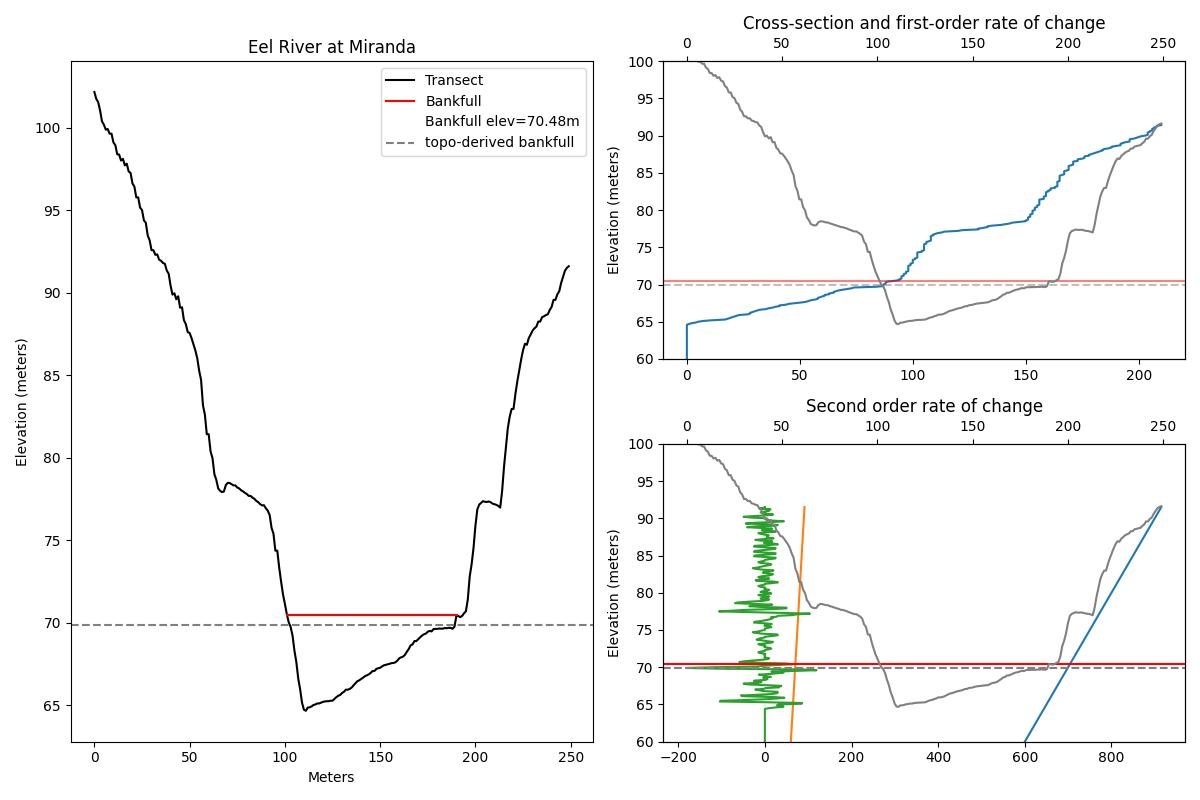 Eel River at Miranda
Transect
Bankfull
Bankfull elev=70.48m
topo-derived bankfull
100
95
90
85
80
75
70
65
Elevation (meters)
0 50 100 150 200 250
Meters
Cross-section and first-order rate of change
0 50 100 150 200 250
100
95
90
85
80
75
70
65
60
Elevation (meters)
0 50 100 150 200
Second order rate of change
0 50 100 150 200 250
100
95
90
85
80
75
70
65
60
Elevation (meters)
−200 0 200 400 600 800